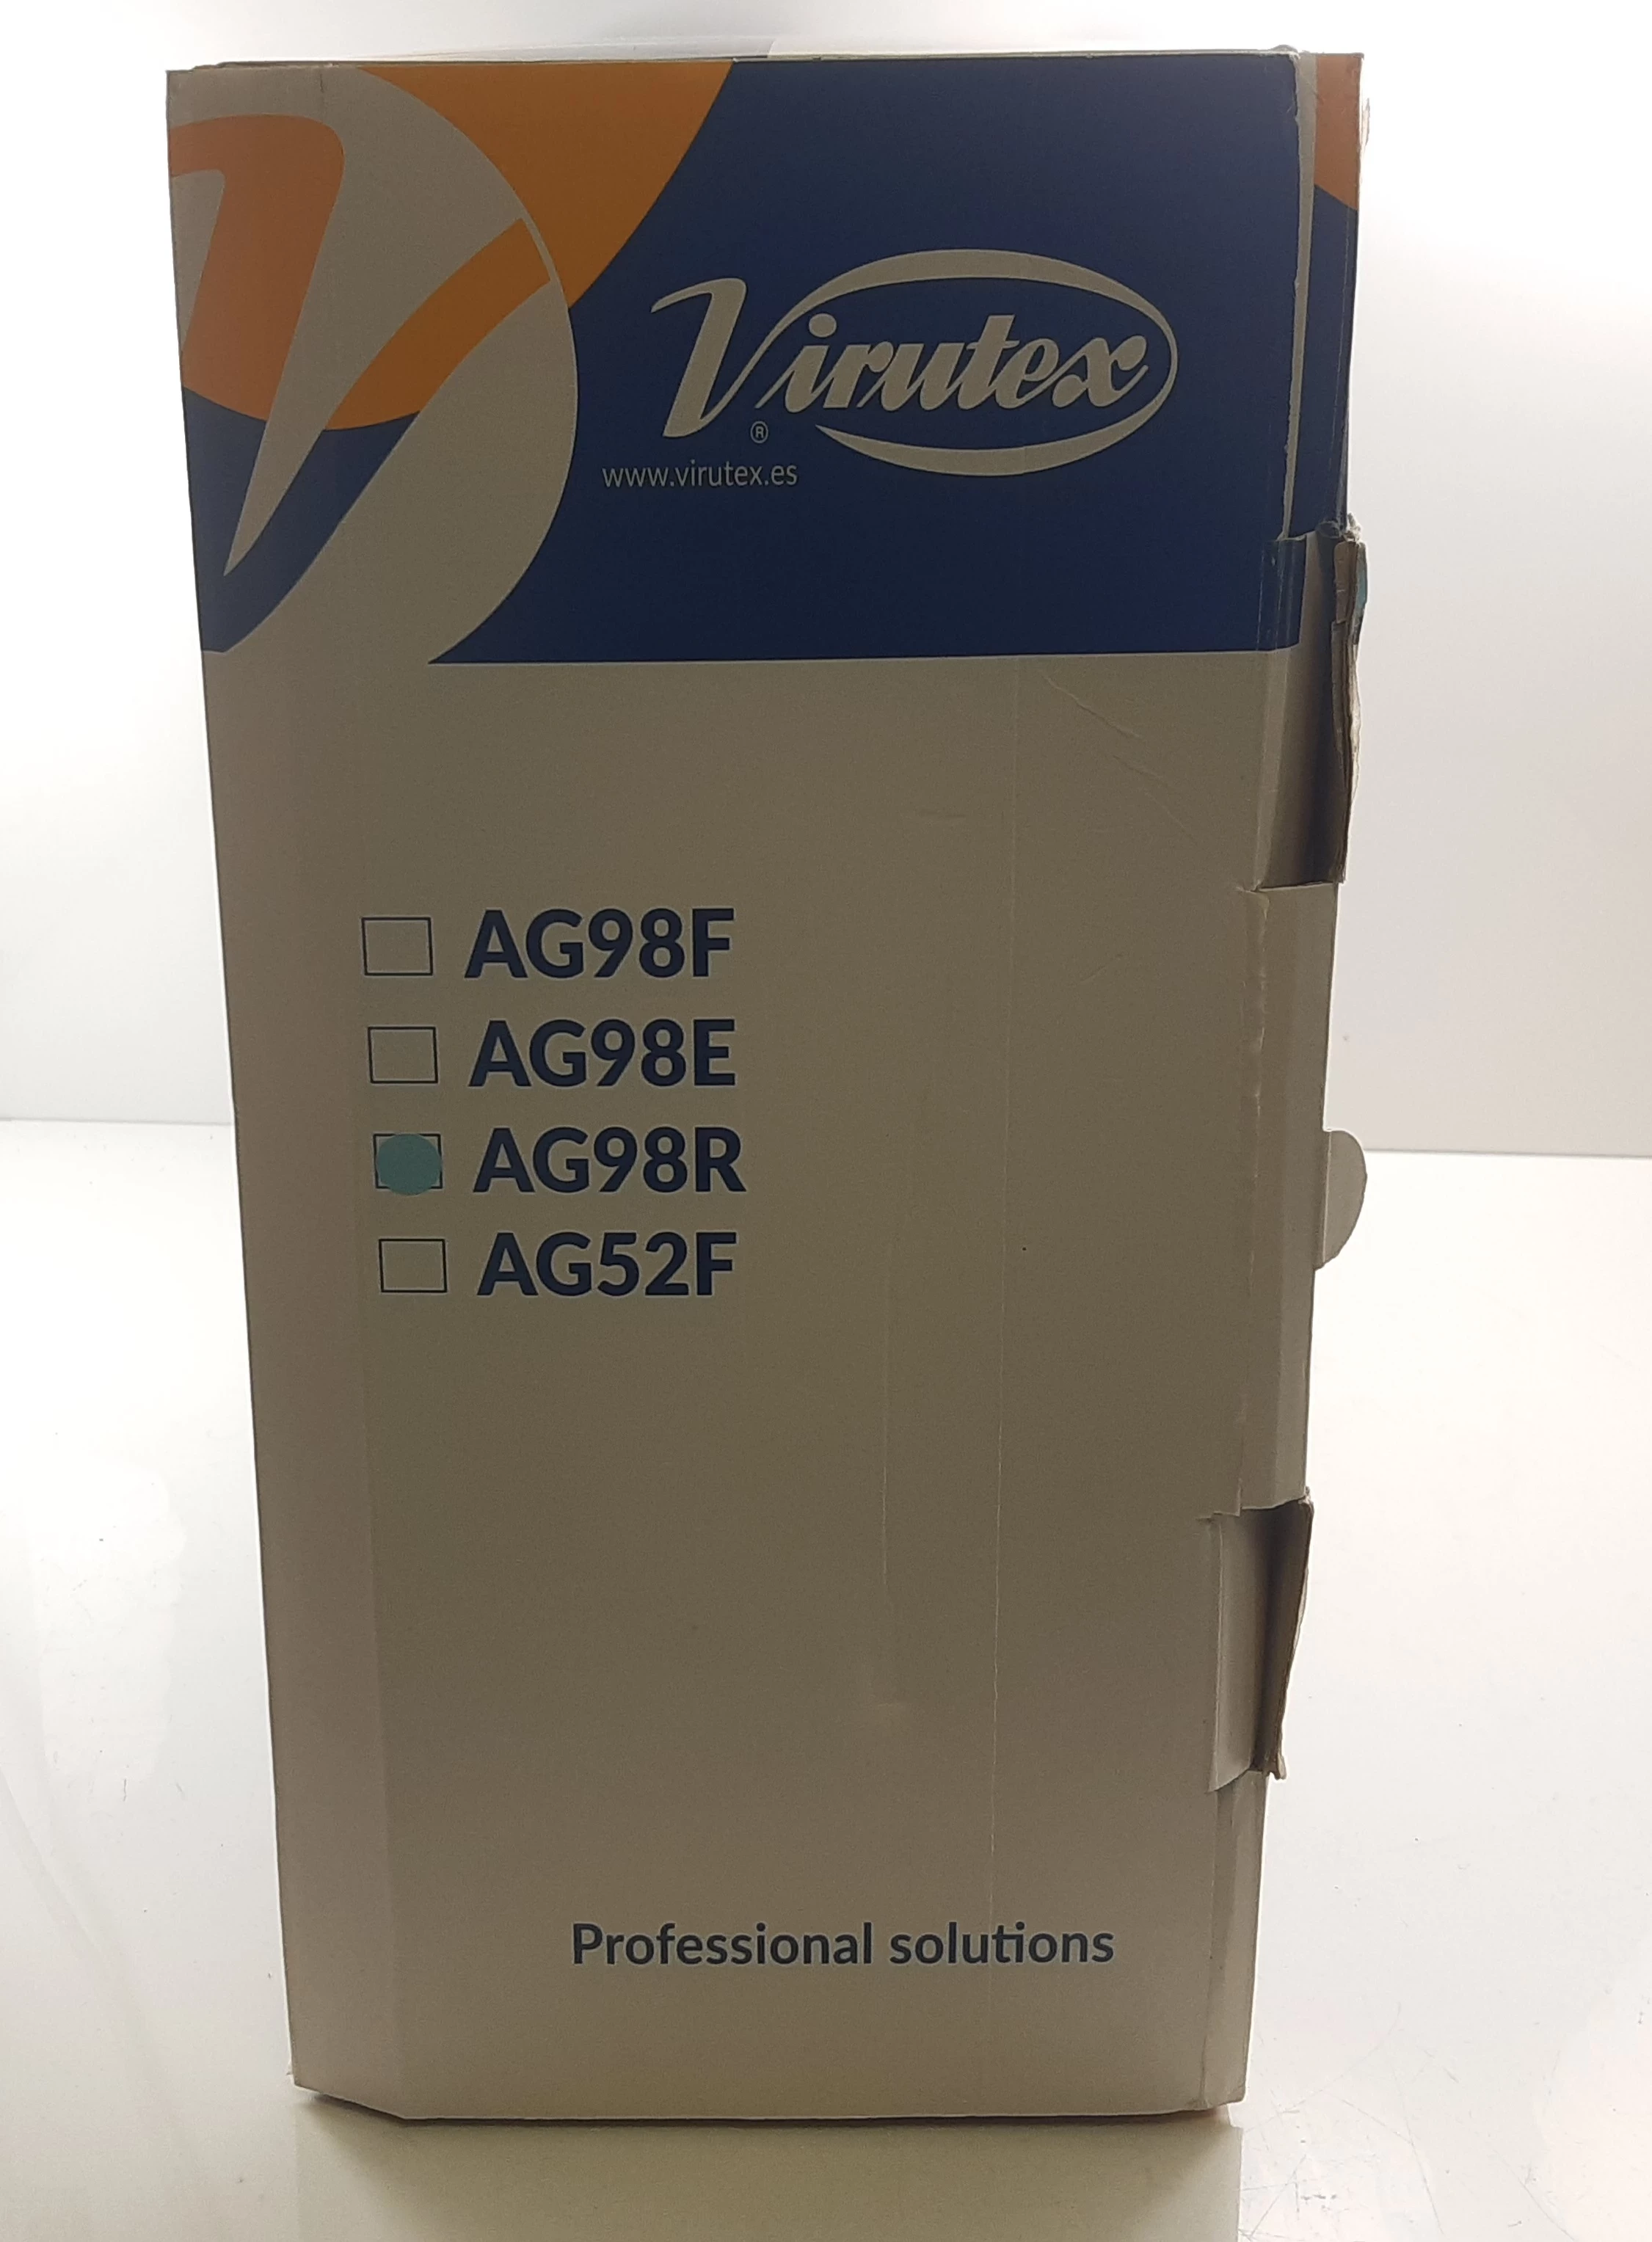 Virutex
®
www.virutex.es
AG98F
AG98E
AG98R
AG52F
Professional solutions